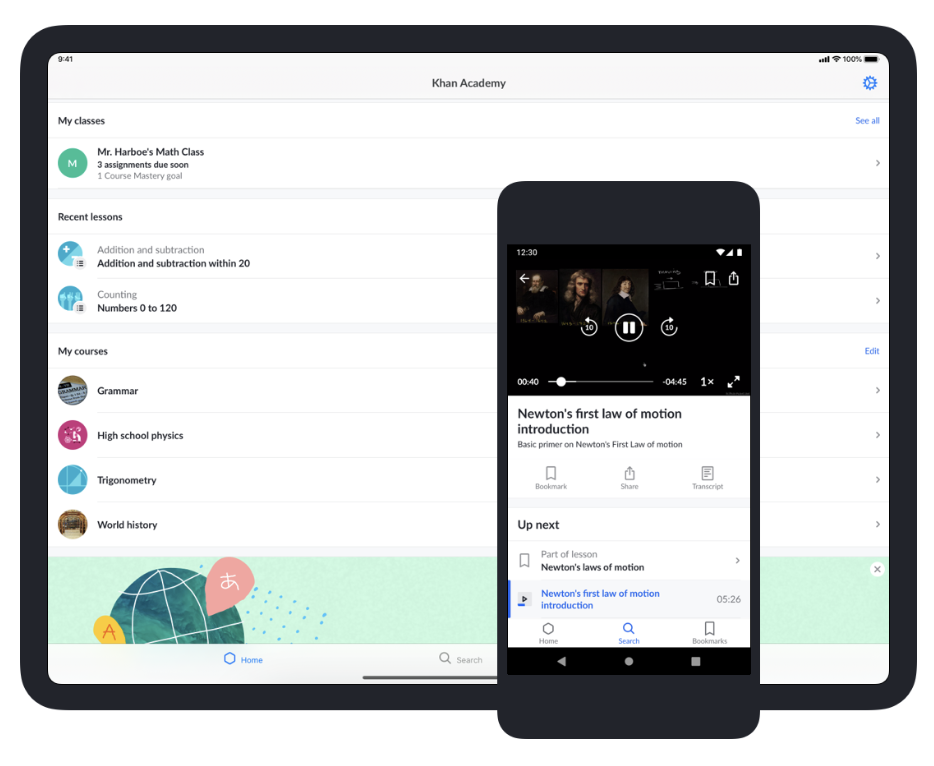 9:41
100%
Khan Academy
My classes
See all
M
Mr. Harboe's Math Class
3 assignments due soon
1 Course Mastery goal
Recent lessons
Addition and subtraction
Addition and subtraction within 20
Counting
Numbers 0 to 120
My courses
Edit
GRAMMAR
Grammar
High school physics
Trigonometry
World history
あ
A
Home
Search
12:30
10
10
00:40
-04:45
1×
Newton's first law of motion
introduction
Basic primer on Newton's First Law of motion
Bookmark
Share
Transcript
Up next
Part of lesson
Newton's laws of motion
Newton's first law of motion
introduction
05:26
Home
Search
Bookmarks